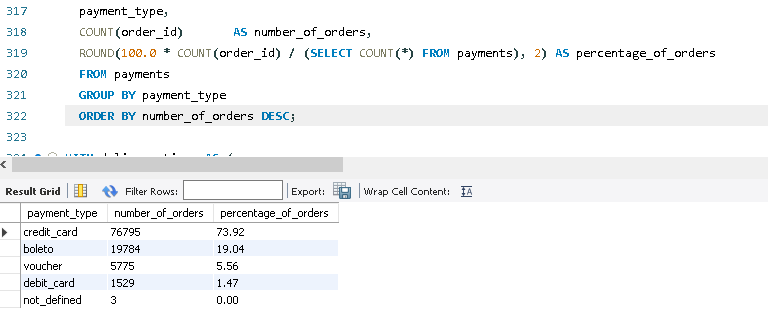 317 payment_type,
318 COUNT(order_id) AS number_of_orders,
319 ROUND(100.0 * COUNT(order_id) / (SELECT COUNT(*) FROM payments), 2) AS percentage_of_orders
320 FROM payments
321 GROUP BY payment_type
322 ORDER BY number_of_orders DESC;
323
Result Grid Filter Rows: Export: Wrap Cell Content:
payment_type number_of_orders percentage_of_orders
credit_card 76795 73.92
boleto 19784 19.04
voucher 5775 5.56
debit_card 1529 1.47
not_defined 3 0.00